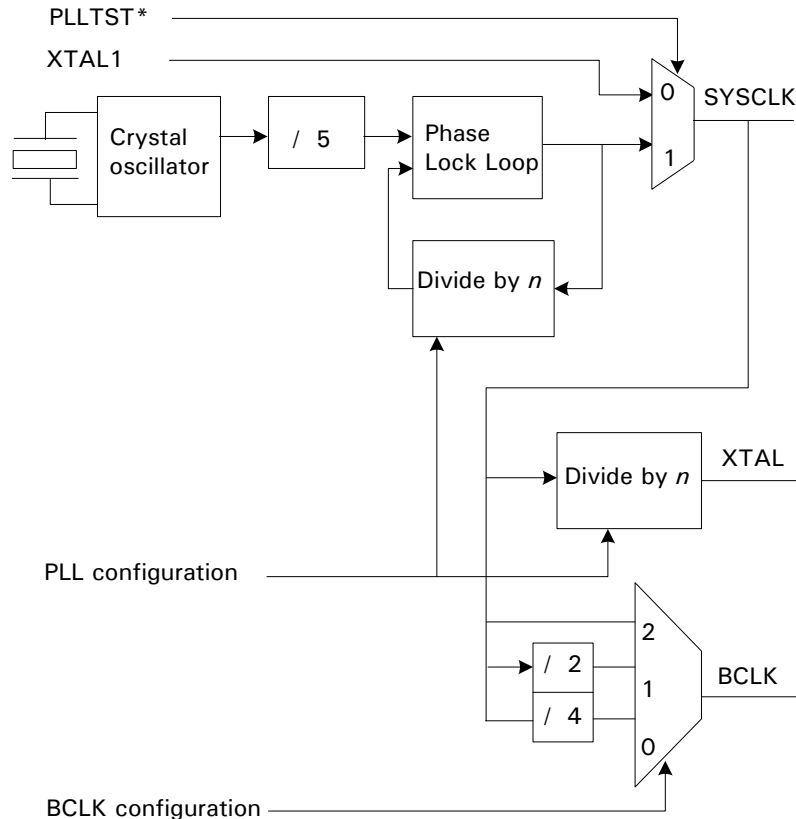 PLLTST*
XTAL1
0
SYSCLK
Crystal
oscillator
/ 5
Phase
Lock Loop
1
Divide by n
Divide by n
XTAL
PLL configuration
2
/ 2
1
BCLK
/ 4
0
BCLK configuration